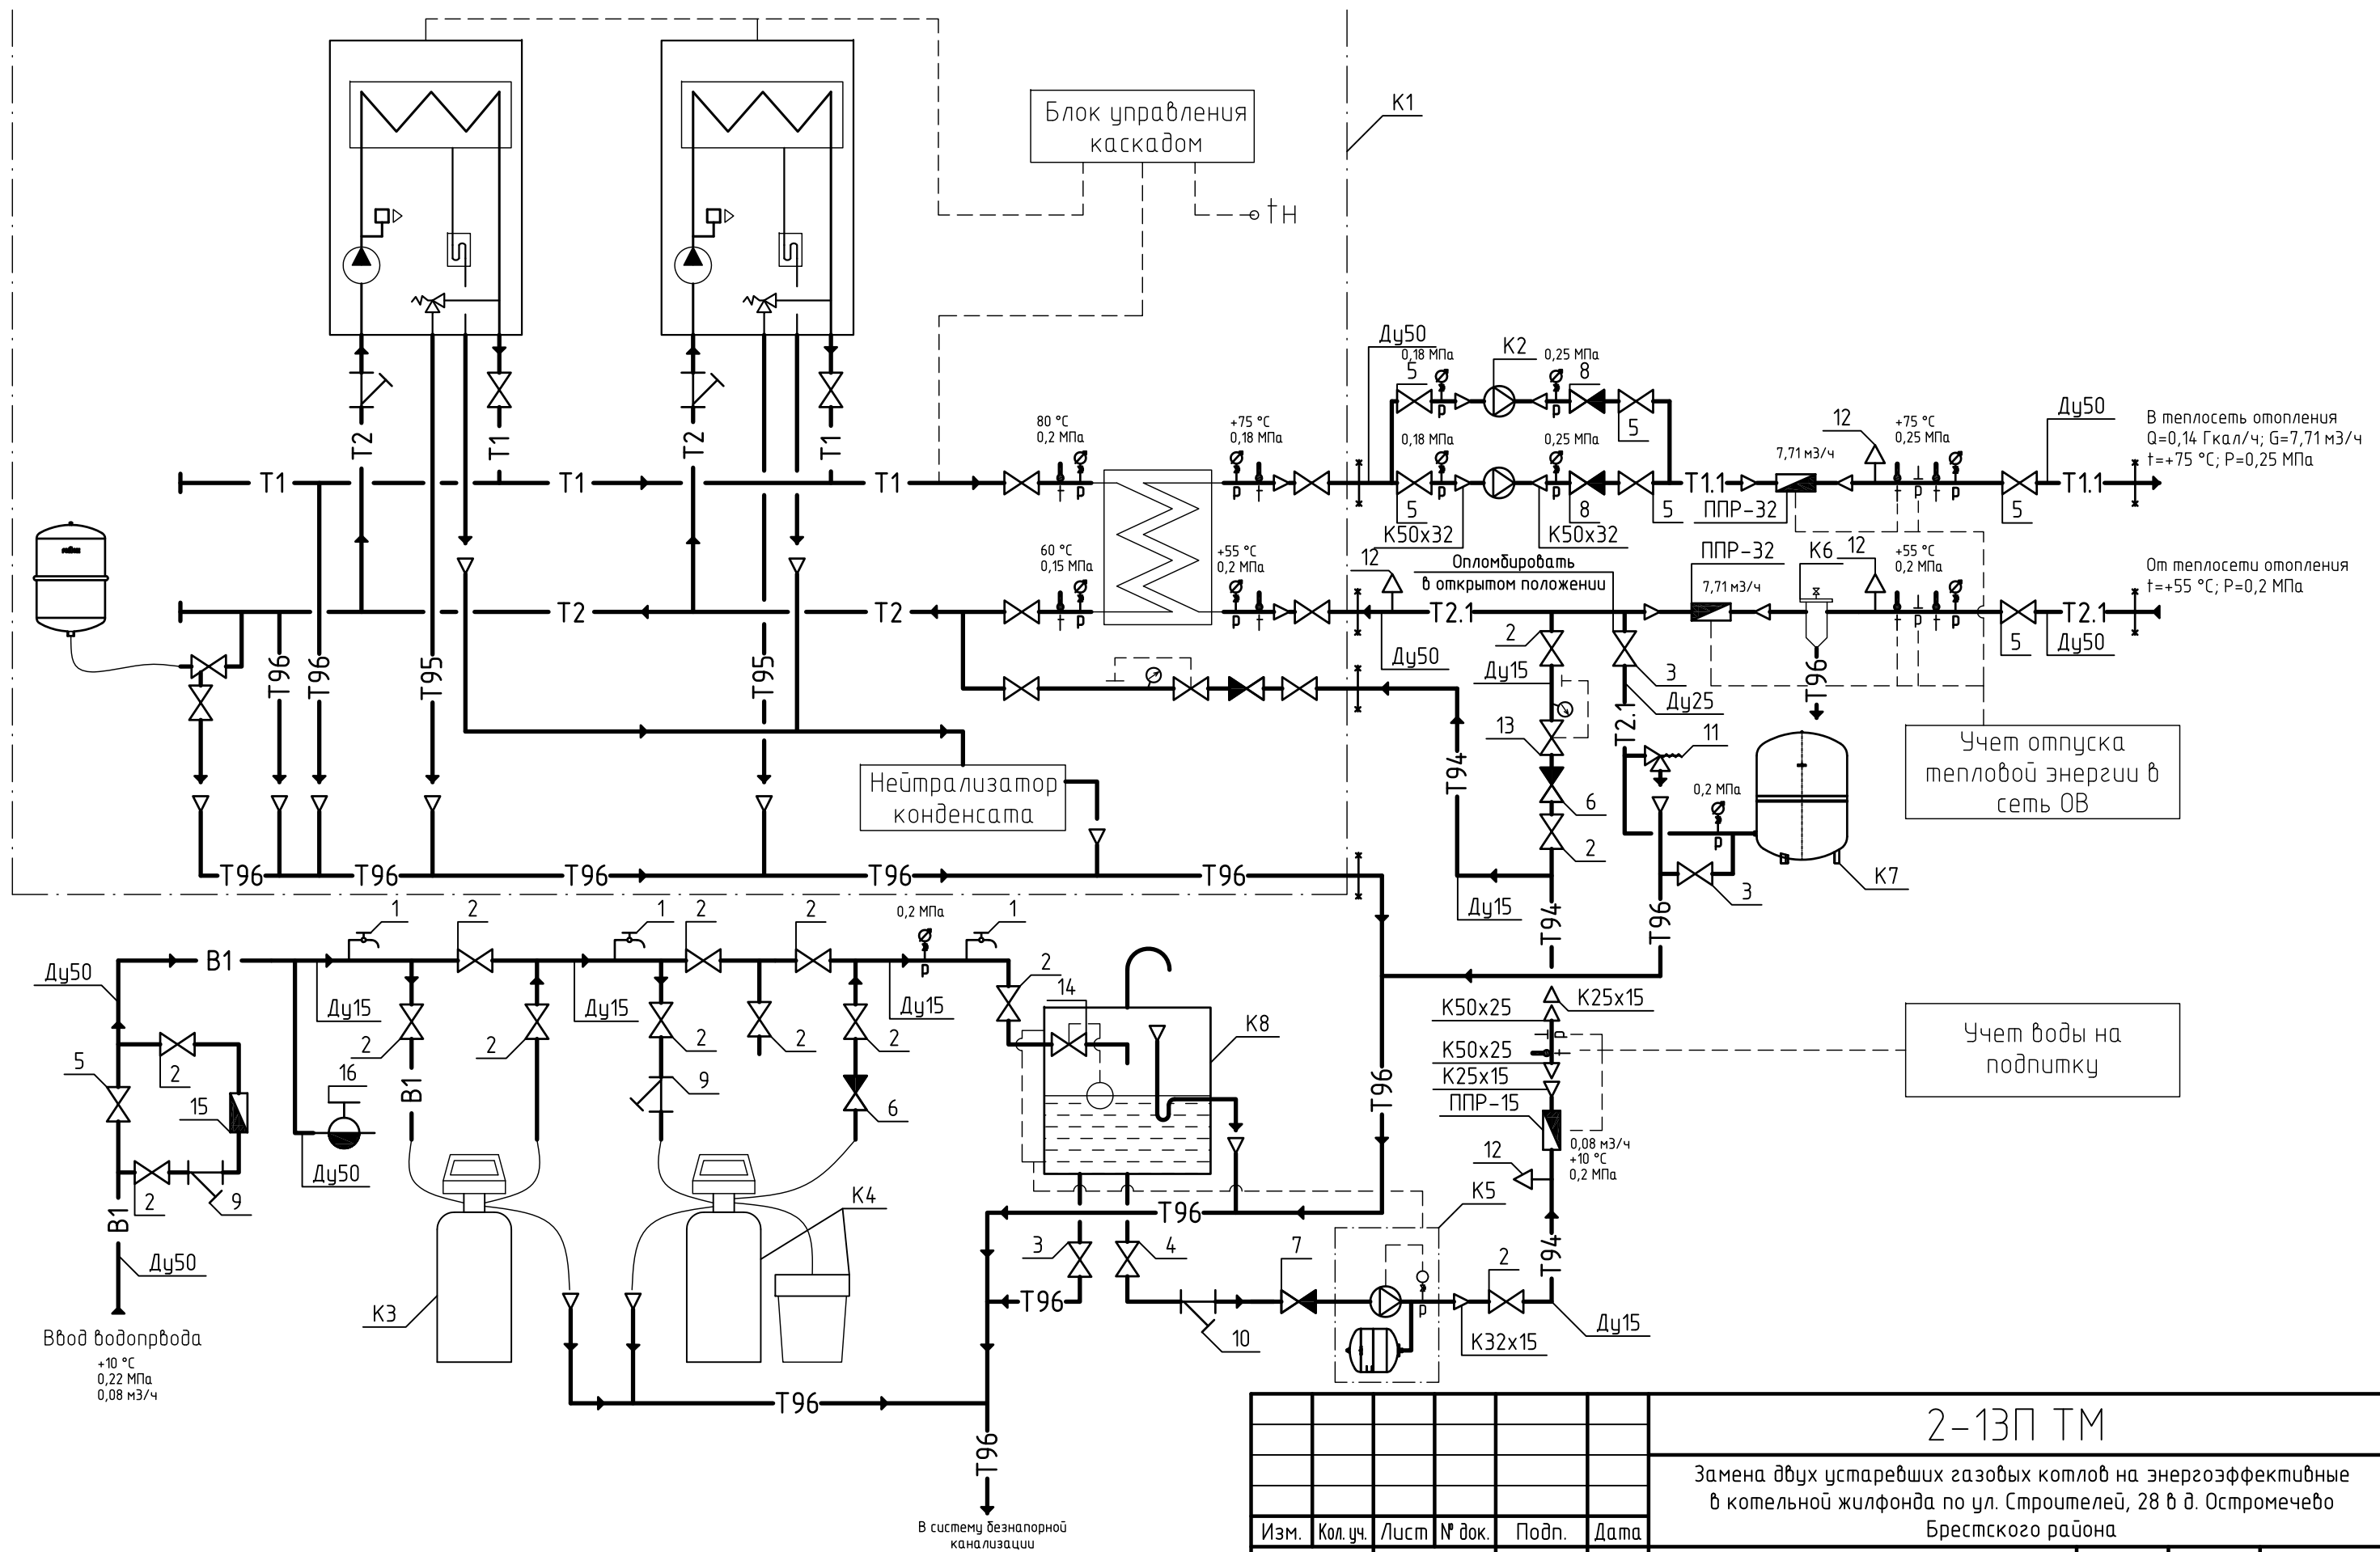 Блок управления
каскадом
tн
К1
Т2
Т1
Т2
Т1
Т1
Т1
Т1
80 °C
0,2 МПа
+75 °C
0,18 МПа
60 °C
0,15 МПа
+55 °C
0,2 МПа
t
р
р
t
t
р
р
t
Ду50
0,18 МПа
К2
0,25 МПа
5
8
р
р
5
0,18 МПа
0,25 МПа
р
р
5
8
5
К50х32
К50х32
Т1.1
7,71 м3/ч
ППР-32
12
+75 °C
0,25 МПа
t
р
t
р
Ду50
5
Т1.1
В теплосеть отопления
Q=0,14 Гкал/ч; G=7,71 м3/ч
t=+75 °C; Р=0,25 МПа
12
Опломбировать
в открытом положении
ППР-32
7,71 м3/ч
К6
12
+55 °C
0,2 МПа
t
р
t
р
От теплосети отопления
t=+55 °C; Р=0,2 МПа
Т2
Т2
Т2.1
Т2.1
5
Ду50
Ду50
2
Ду15
3
Ду25
Т96
Т2.1
Т96
Т96
Т95
Т95
13
11
Т94
6
2
0,2 МПа
р
3
К7
Учет отпуска
тепловой энергии в
сеть ОВ
Нейтрализатор
конденсата
Т96
Т96
Т96
Т96
Т96
Ду15
Т94
Т96
Ду50
В1
1
2
1
2
2
0,2 МПа
р
1
Ду15
Ду15
Ду15
2
14
К8
2
2
2
2
2
5
2
15
2
9
16
Ду50
В1
9
6
В1
Ду50
Ввод водопрвода
+10 °C
0,22 МПа
0,08 м3/ч
К3
К4
Т96
Т96
К25х15
К50х25
р
К50х25
t
К25х15
ППР-15
0,08 м3/ч
+10 °C
0,2 МПа
12
Учет воды на
подпитку
Т96
3
4
7
К5
р
2
Т94
Т96
10
К32х15
Ду15
Т96
В систему безнапорной
канализации
2-13П ТМ
Замена двух устаревших газовых котлов на энергоэффективные
в котельной жилфонда по ул. Строителей, 28 в д. Остромечево
Брестского района
Изм.
Кол. уч.
Лист
№ док.
Подп.
Дата